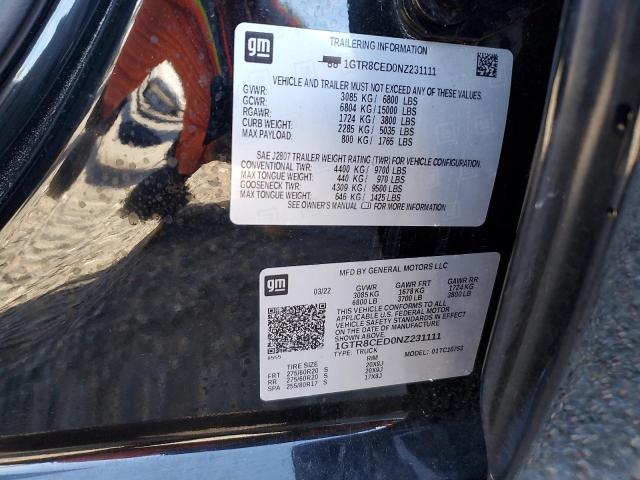 gm
TRAILERING INFORMATION
1GTR8CED0NZ231111
VEHICLE AND TRAILER MUST NOT EXCEED ANY OF THESE VALUES.
GVWR: 3085 KG / 6800 LBS
GCWR: 6804 KG / 15000 LBS
RGAWR: 1724 KG / 3800 LBS
CURB WEIGHT: 2285 KG / 5035 LBS
MAX PAYLOAD: 800 KG / 1765 LBS
SAE J2807 TRAILER WEIGHT RATING (TWR) FOR VEHICLE CONFIGURATION.
CONVENTIONAL TWR: 4400 KG / 9700 LBS
MAX TONGUE WEIGHT: 440 KG / 970 LBS
GOOSENECK TWR: 4309 KG / 9500 LBS
MAX TONGUE WEIGHT: 646 KG / 1425 LBS
SEE OWNER'S MANUAL FOR MORE INFORMATION
gm
MFD BY GENERAL MOTORS LLC
03/22 GVWR GAWR FRT GAWR RR
3085 KG 1678 KG 1724 KG
6800 LB 3700 LB 3800 LB
THIS VEHICLE CONFORMS TO ALL
APPLICABLE U.S. FEDERAL MOTOR
VEHICLE SAFETY STANDARDS IN
EFFECT ON THE DATE OF
MANUFACTURE SHOWN ABOVE.
1GTR8CED0NZ231111
TYPE: TRUCK MODEL: 01TC10753
TIRE SIZE RIM
FRT 275/60R20 S 20X9J
RR 275/60R20 S 20X9J
SPA 255/80R17 S 17X8J